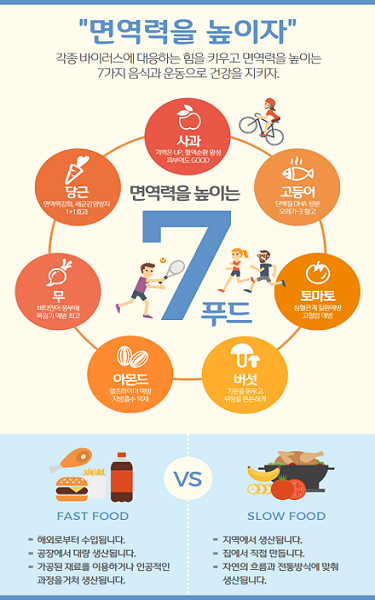 "면역력을 높이자"
각종 바이러스에 대응하는 힘을 키우고 면역력을 높이는
7가지 음식과 운동으로 건강을 지키자.
사과
기력은 UP, 혈액순환 왕성
피부에도 GOOD
고등어
단백질 DHA 성분
오메가-3 창고
토마토
심혈관계 질환예방
고혈압 예방
버섯
기운을 돋우고
위장을 튼튼하게
아몬드
알츠하이머 예방
지방흡수 억제
무
비타민이 풍부해
목감기 예방 최고
당근
면역력강화, 세균감염방지
1+1효과
면역력을 높이는
7
푸드
VS
FAST FOOD
- 해외로부터 수입됩니다.
- 공장에서 대량 생산됩니다.
- 가공된 재료를 이용하거나 인공적인
과정을거쳐 생산됩니다.
SLOW FOOD
- 지역에서 생산됩니다.
- 집에서 직접 만듭니다.
- 자연의 흐름과 전통방식에 맞춰
생산됩니다.